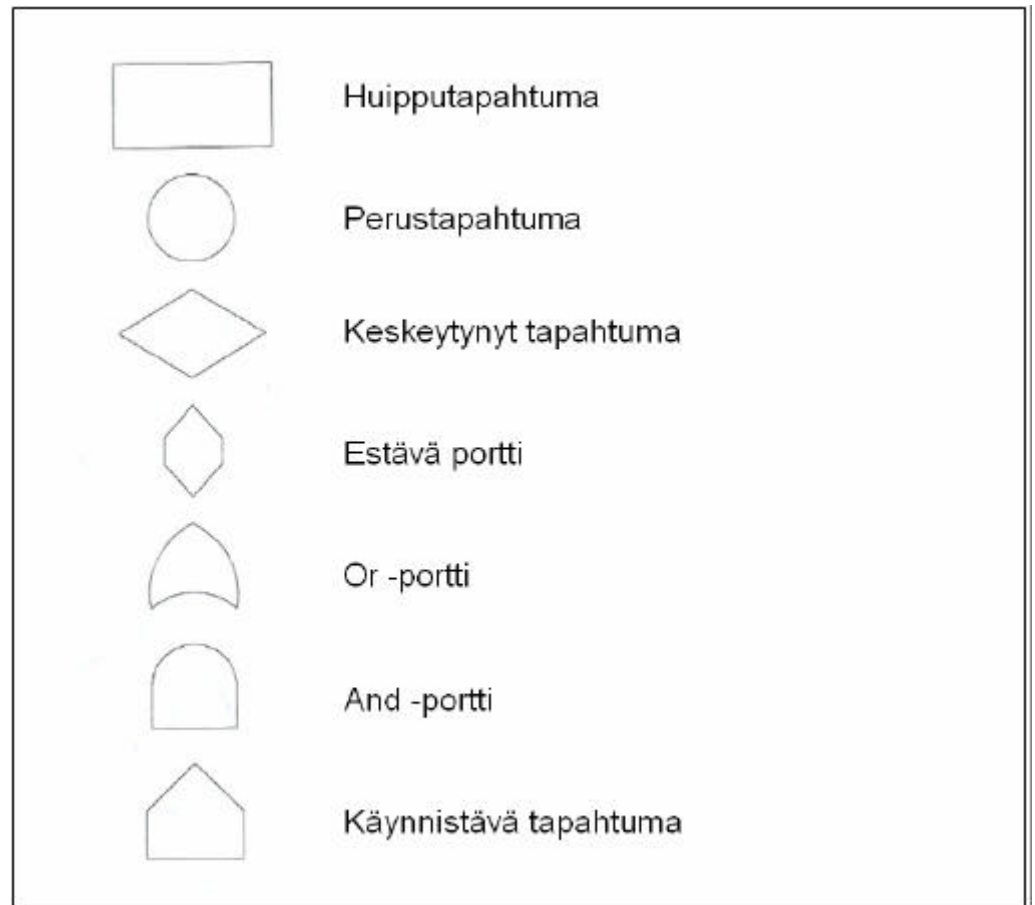 Huipputapahtuma
Perustapahtuma
Keskeytynyt tapahtuma
Estävä portti
Or -portti
And -portti
Käynnistävä tapahtuma